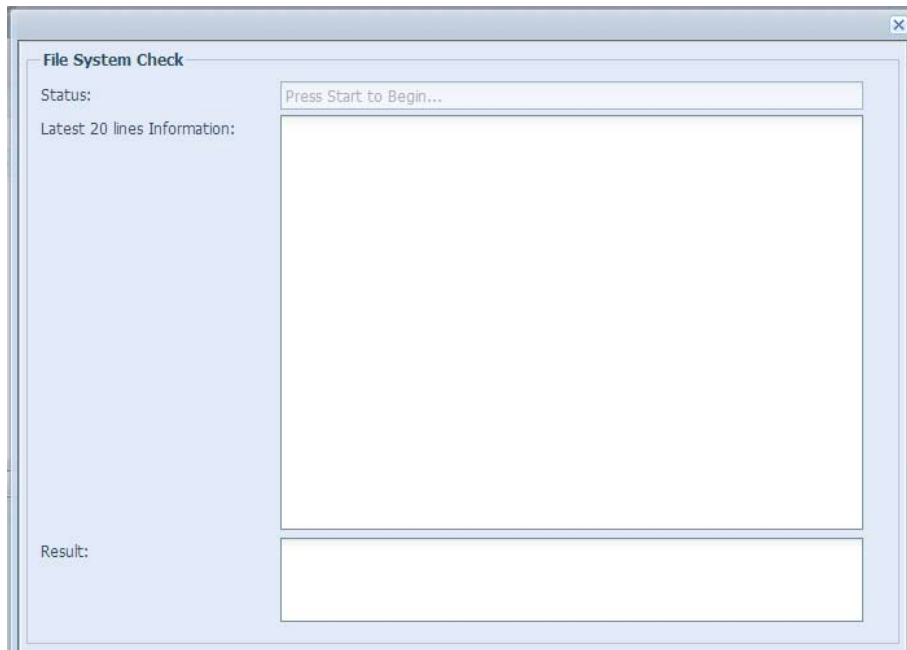 File System Check
Status:
Press Start to Begin...
Latest 20 lines Information:
Result: